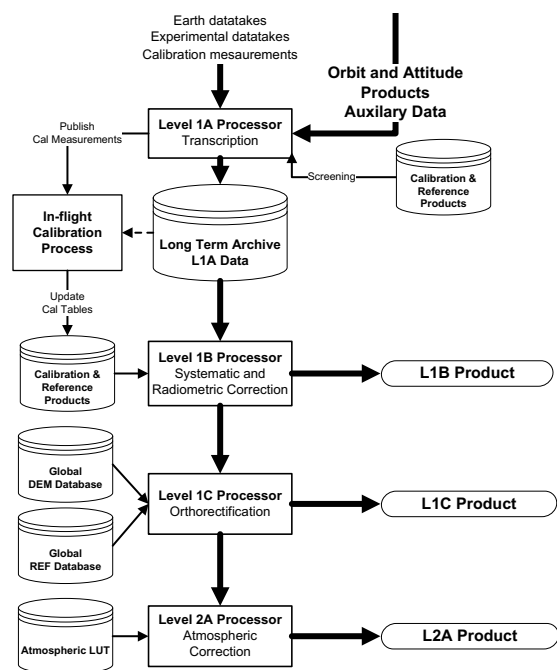 Earth datatakes
Experimental datatakes
Calibration mesaurements
Orbit and Attitude
Products
Auxilary Data
Publish
Cal Measurements
Level 1A Processor
Transcription
Screening
Calibration &
Reference
Products
In-flight
Calibration
Process
Long Term Archive
L1A Data
Update
Cal Tables
Calibration &
Reference
Products
Level 1B Processor
Systematic and
Radiometric Correction
L1B Product
Global
DEM Database
Level 1C Processor
Orthorectification
L1C Product
Global
REF Database
Atmospheric LUT
Level 2A Processor
Atmospheric
Correction
L2A Product